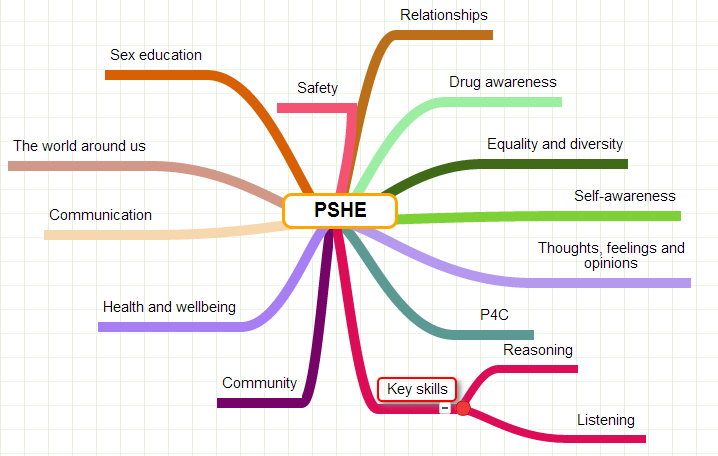 Relationships
Sex education
Safety
Drug awareness
The world around us
Equality and diversity
Self-awareness
PSHE
Communication
Thoughts, feelings and
opinions
Health and wellbeing
P4C
Reasoning
Community
Key skills
Listening